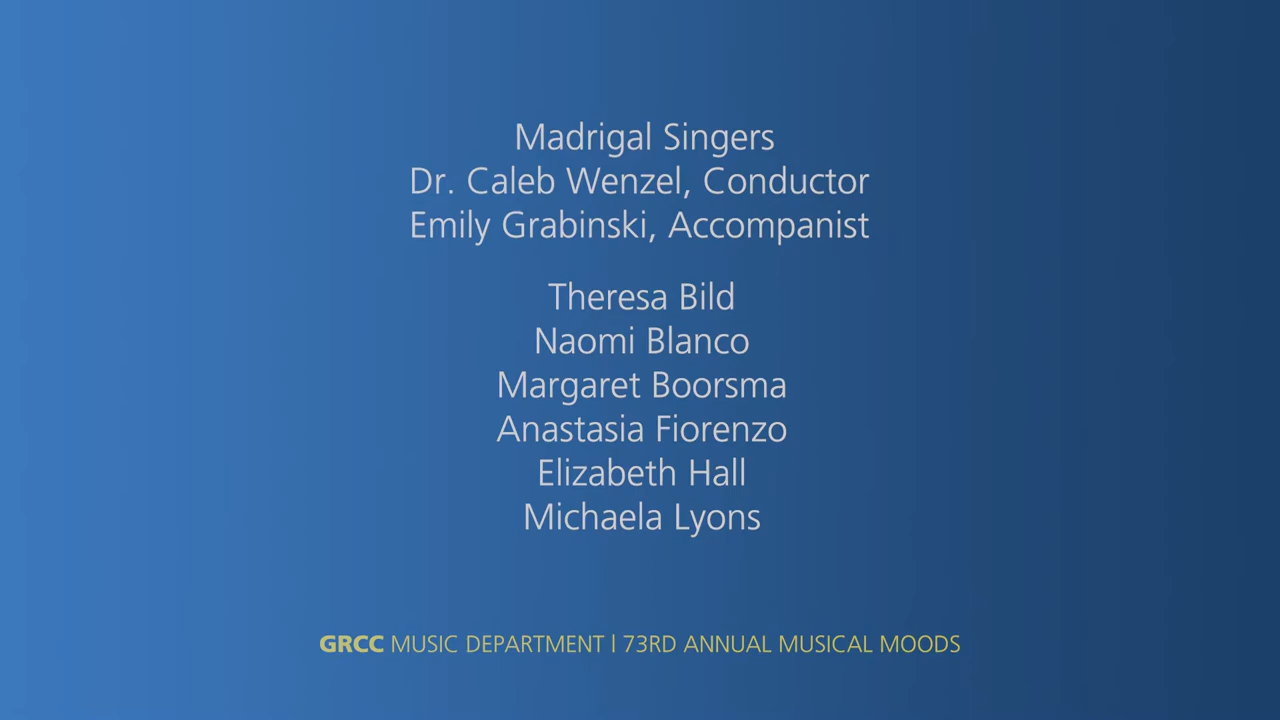 Madrigal Singers
Dr. Caleb Wenzel, Conductor
Emily Grabinski, Accompanist
Theresa Bild
Naomi Blanco
Margaret Boorsma
Anastasia Fiorenzo
Elizabeth Hall
Michaela Lyons
GRCC MUSIC DEPARTMENT | 73RD ANNUAL MUSICAL MOODS